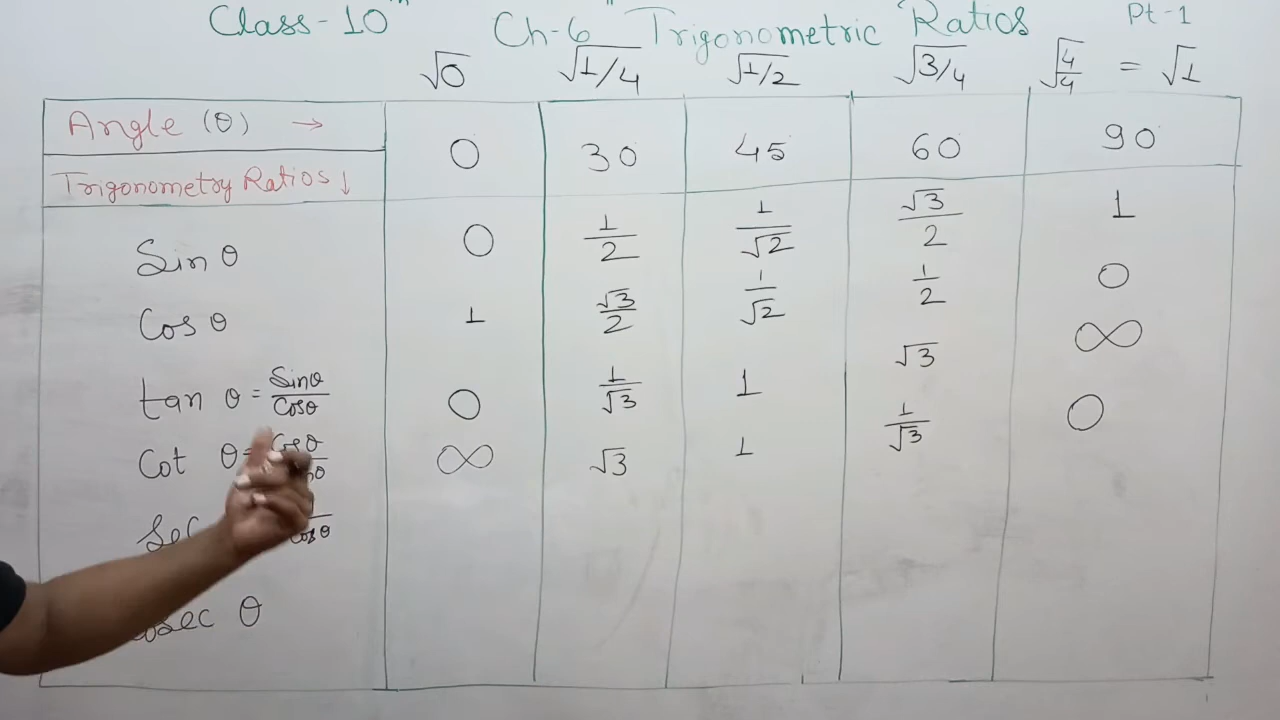 Class-10th Ch-6 " Trigonometric Ratios Pt-1
√0 √1/4 √1/2 √3/4 √4/4 = √1
Angle (θ) → 0 30 45 60 90
Trigonometry Ratios ↓
Sin θ 0 1/2 1/√2 √3/2 1
Cos θ 1 √3/2 1/√2 1/2 0
tan θ = Sinθ/Cosθ 0 1/√3 1 √3 ∞
Cot θ = ∞ √3 1 1/√3 0
Sec Cosθ
θ